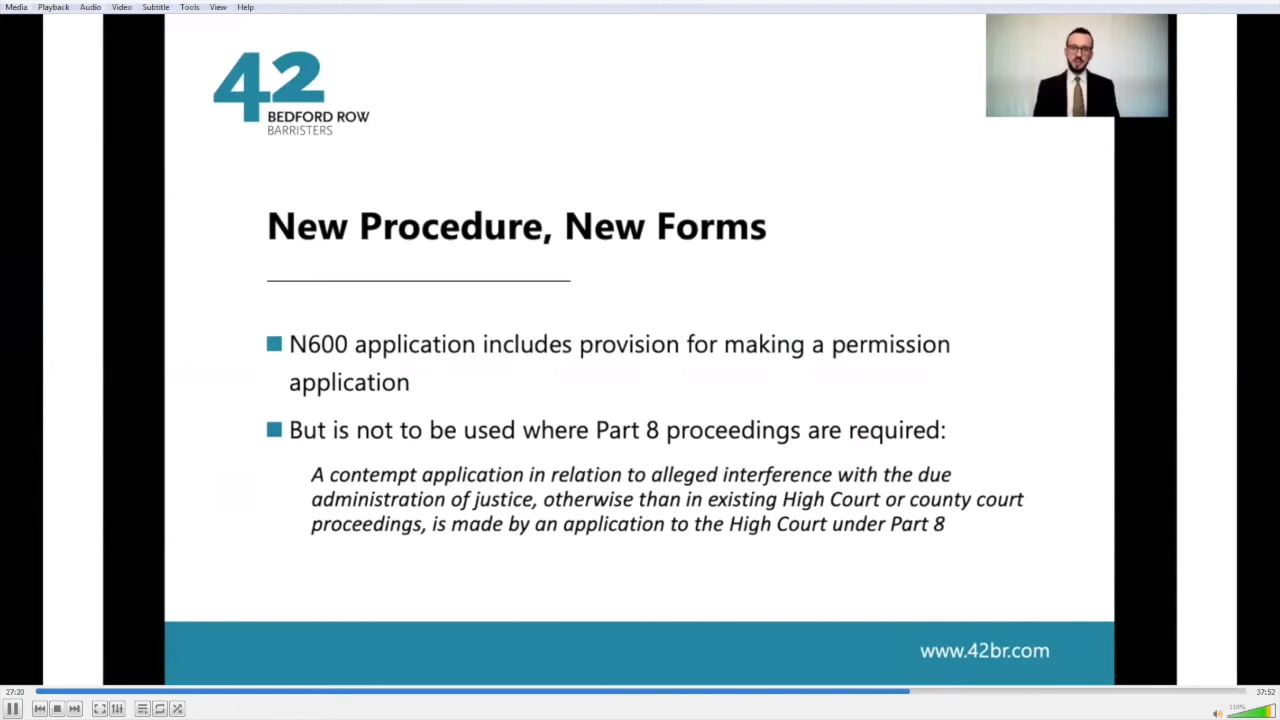 Media Playback Audio Video Subtitle Tools View Help
42
BEDFORD ROW
BARRISTERS
New Procedure, New Forms
N600 application includes provision for making a permission
application
But is not to be used where Part 8 proceedings are required:
A contempt application in relation to alleged interference with the due
administration of justice, otherwise than in existing High Court or county court
proceedings, is made by an application to the High Court under Part 8
www.42br.com
27:20 37:52
110%